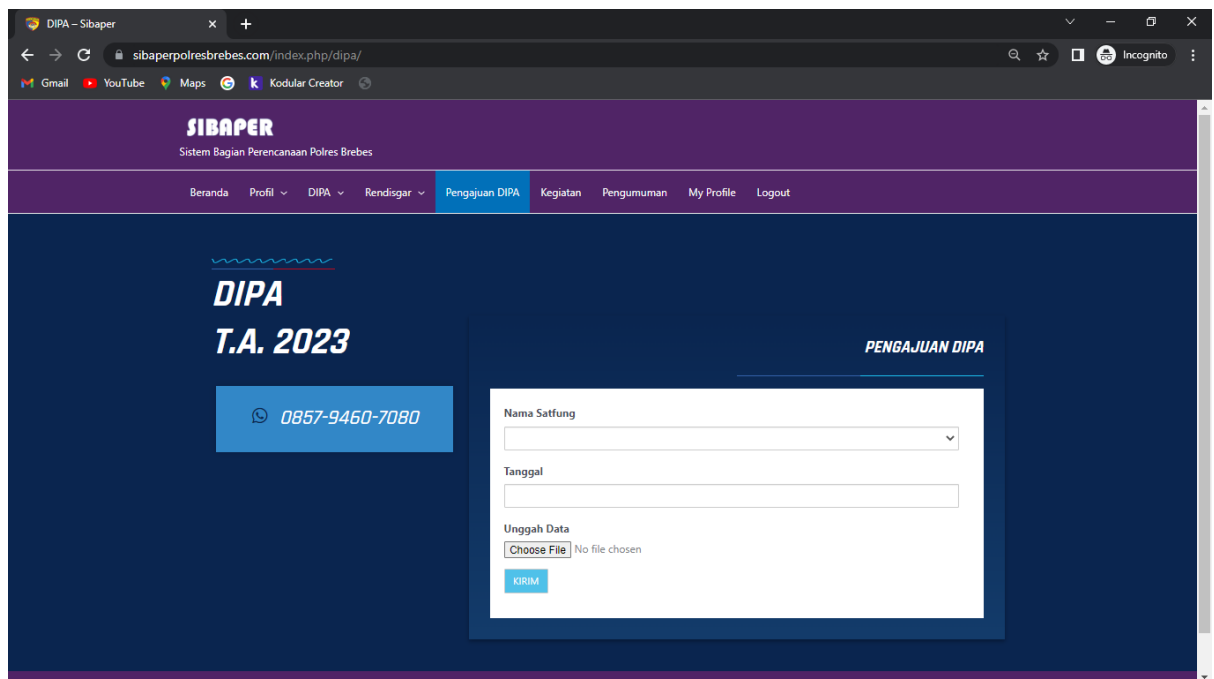 DIPA – Sibaper
sibaperpolresbrebes.com/index.php/dipa/
Incognito
Gmail YouTube Maps Kodular Creator
SIBAPER
Sistem Bagian Perencanaan Polres Brebes
Beranda Profil DIPA Rendisgar Pengajuan DIPA Kegiatan Pengumuman My Profile Logout
DIPA
T.A. 2023
0857-9460-7080
PENGAJUAN DIPA
Nama Satfung
Tanggal
Unggah Data
Choose File No file chosen
KIRIM